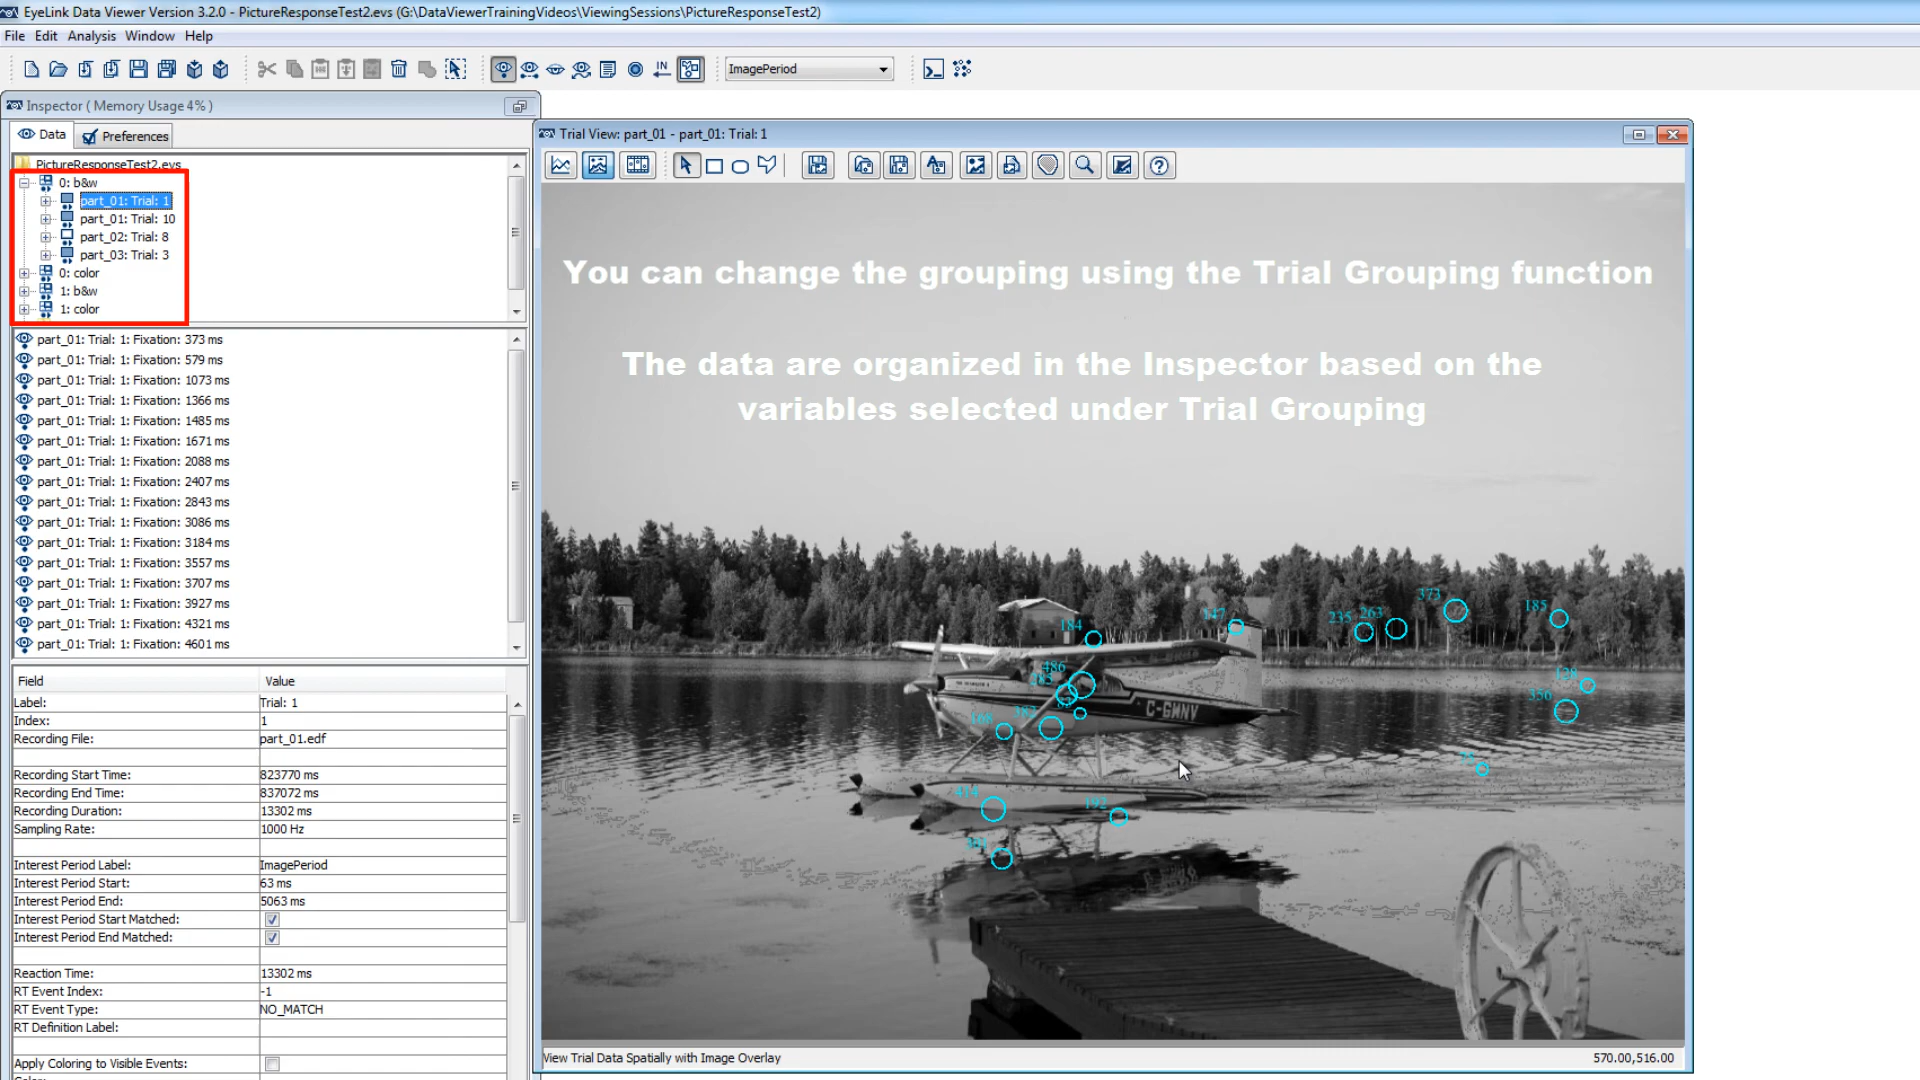 EyeLink Data Viewer Version 3.2.0 - PictureResponseTest2.evs (G:\DataViewerTrainingVideos\ViewingSessions\PictureResponseTest2)
File Edit Analysis Window Help
IN
ImagePeriod
Inspector ( Memory Usage 4% )
Data Preferences
PictureResponseTest2.evs
0: b&w
part_01: Trial: 1
part_01: Trial: 10
part_02: Trial: 8
part_03: Trial: 3
0: color
1: b&w
1: color
part_01: Trial: 1: Fixation: 373 ms
part_01: Trial: 1: Fixation: 579 ms
part_01: Trial: 1: Fixation: 1073 ms
part_01: Trial: 1: Fixation: 1366 ms
part_01: Trial: 1: Fixation: 1485 ms
part_01: Trial: 1: Fixation: 1671 ms
part_01: Trial: 1: Fixation: 2088 ms
part_01: Trial: 1: Fixation: 2407 ms
part_01: Trial: 1: Fixation: 2843 ms
part_01: Trial: 1: Fixation: 3086 ms
part_01: Trial: 1: Fixation: 3184 ms
part_01: Trial: 1: Fixation: 3557 ms
part_01: Trial: 1: Fixation: 3707 ms
part_01: Trial: 1: Fixation: 3927 ms
part_01: Trial: 1: Fixation: 4321 ms
part_01: Trial: 1: Fixation: 4601 ms
Field Value
Label: Trial: 1
Index: 1
Recording File: part_01.edf
Recording Start Time: 823770 ms
Recording End Time: 837072 ms
Recording Duration: 13302 ms
Sampling Rate: 1000 Hz
Interest Period Label: ImagePeriod
Interest Period Start: 63 ms
Interest Period End: 5063 ms
Interest Period Start Matched:
Interest Period End Matched:
Reaction Time: 13302 ms
RT Event Index: -1
RT Event Type: NO_MATCH
RT Definition Label:
Apply Coloring to Visible Events:
Trial View: part_01 - part_01: Trial: 1
You can change the grouping using the Trial Grouping function
The data are organized in the Inspector based on the
variables selected under Trial Grouping
373
185
147
235 263
184
486
128
350
C-GWNV
414
192
View Trial Data Spatially with Image Overlay
570.00,516.00